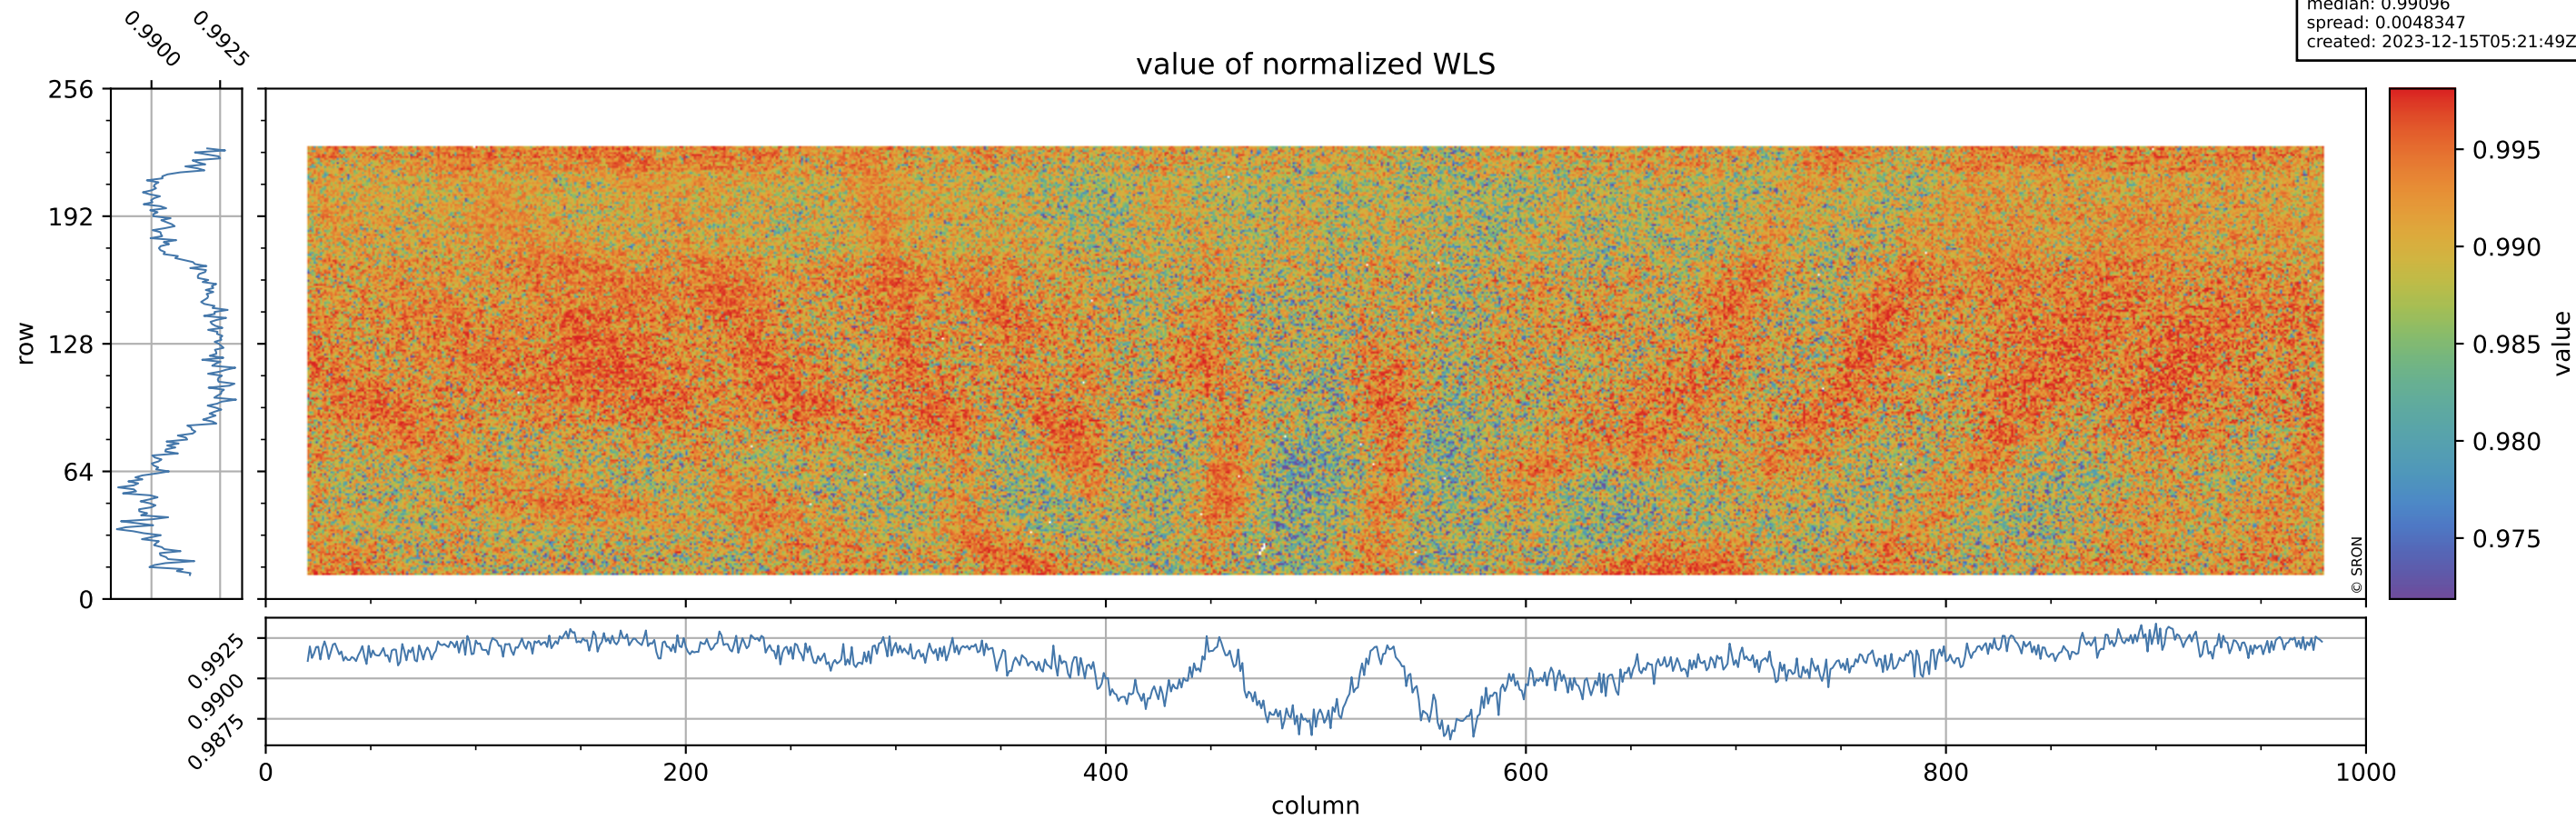 median: 0.99096
spread: 0.0048347
created: 2023-12-15T05:21:49Z
value of normalized WLS
0.9900
0.9925
256
192
128
64
0
row
0.995
0.990
0.985
0.980
0.975
value
© SRON
0.9925
0.9900
0.9875
0
200
400
600
800
1000
column